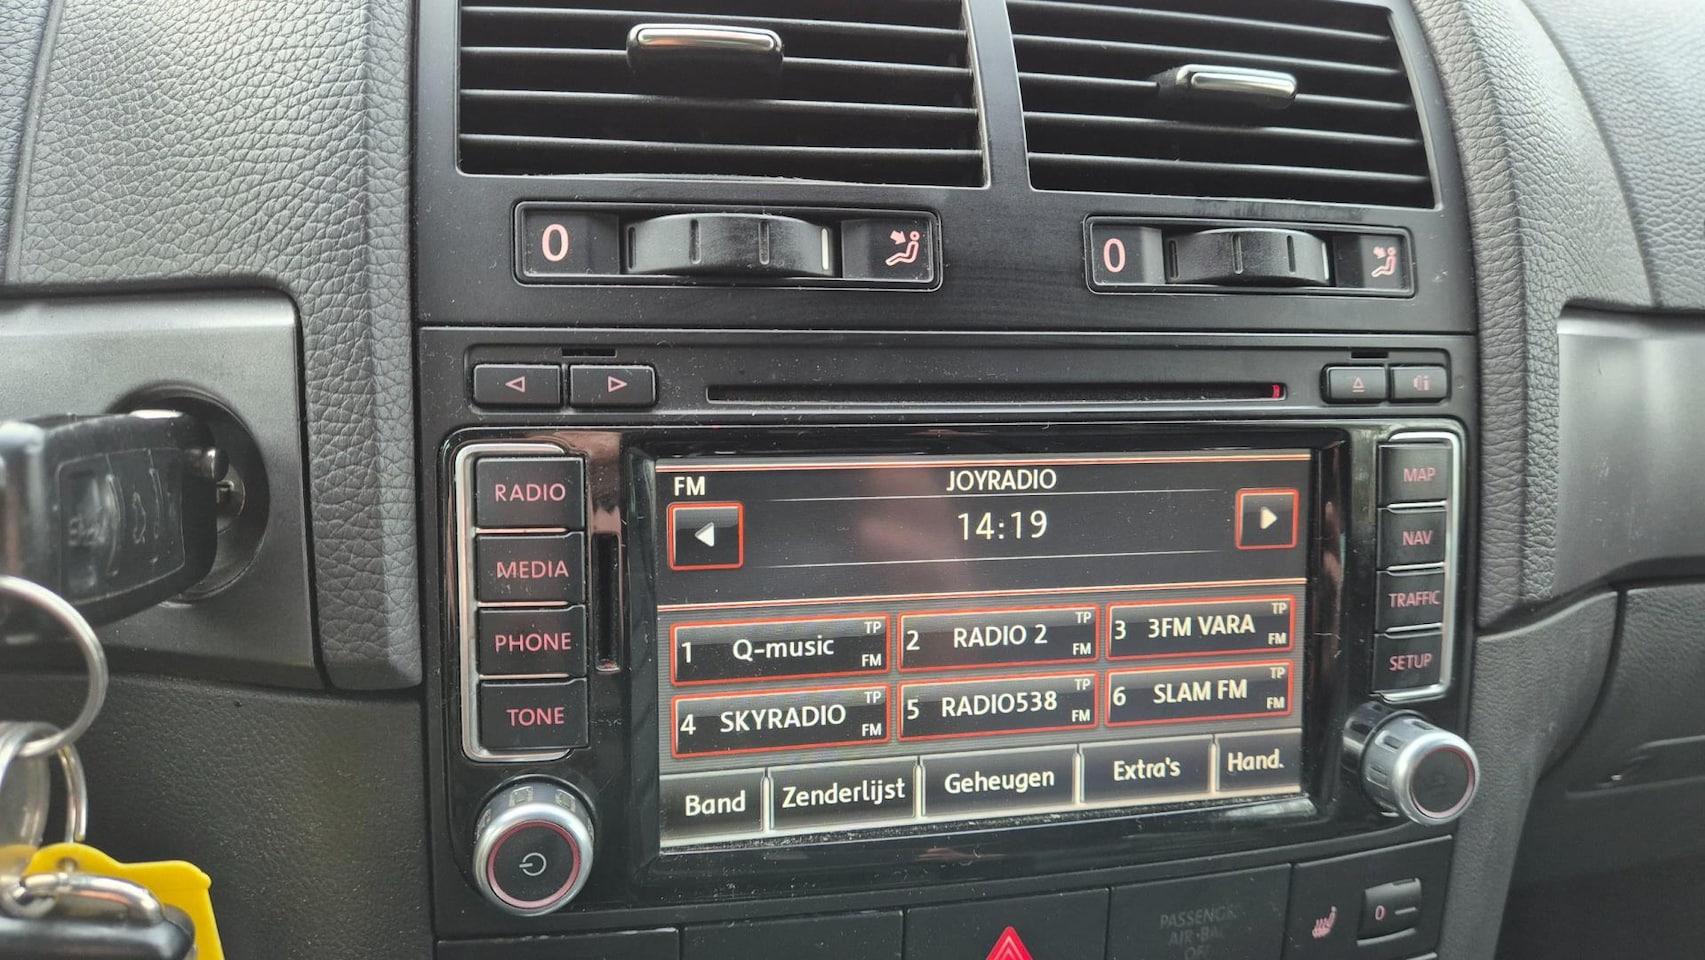 0
0
RADIO
MEDIA
PHONE
TONE
FM
JOYRADIO
14:19
1 Q-music TP FM
2 RADIO 2 TP FM
3 3FM VARA TP FM
4 SKYRADIO TP FM
5 RADIO538 TP FM
6 SLAM FM TP FM
Band
Zenderlijst
Geheugen
Extra's
Hand.
MAP
NAV
TRAFFIC
SETUP
AIR
0